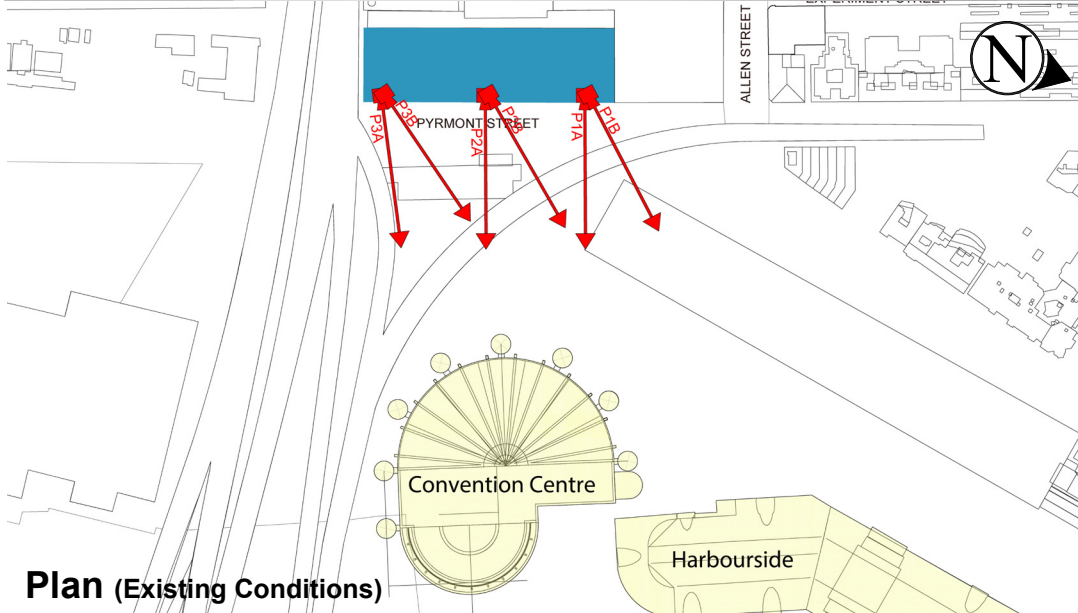 EXPERIMENT STREET
ALLEN STREET
N
P3A
P3B
PYRMONT STREET
P2A
P2B
P1A
P1B
Convention Centre
Harbourside
Plan (Existing Conditions)